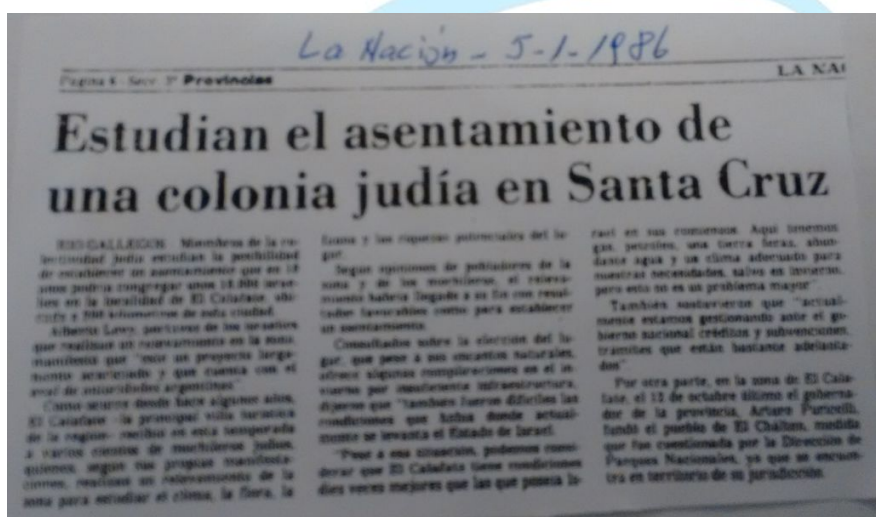 La Nación - 5-1-1986
Página 8 - Secc. 3ª Provincias
LA NA
Estudian el asentamiento de
una colonia judía en Santa Cruz
RIO GALLEGOS - Miembros de la co-
lectividad judía estudian la posibilidad
de establecer un asentamiento que en 15
años podría congregar unos israe-
líes en la localidad de El Calafate, ubi-
cada a 300 kilómetros de esta ciudad.
Alberto Levy, portavoz de los israelíes
que realizan un relevamiento en la zona,
manifestó que "este es un proyecto larga-
mente acariciado y que cuenta con el
aval de autoridades argentinas"
Como ocurre desde hace algunos años,
El Calafate -la principal villa turística
de la región- recibió en esta temporada
a varios cientos de mochileros judíos,
quienes, según sus propias manifesta-
ciones, realizan un relevamiento de la
zona para estudiar el clima, la flora, la
fauna y las riquezas potenciales del lu-
gar.
Según opiniones de pobladores de la
zona y de los mochileros, el releva-
miento habría llegado a su fin con resul-
tados favorables como para establecer
un asentamiento.
Consultados sobre la elección del lu-
gar, que pese a sus encantos naturales,
ofrece algunas complicaciones en el in-
vierno por insuficiente infraestructura,
dijeron que "también fueron difíciles las
condiciones que había donde actual-
mente se levanta el Estado de Israel.
"Pese a esa situación, podemos consi-
derar que El Calafate tiene condiciones
diez veces mejores que las que poseía Is-
rael en sus comienzos. Aquí tenemos
gas, petróleo, una tierra feraz, abun-
dante agua y un clima adecuado para
nuestras necesidades, salvo en invierno,
pero esto no es un problema mayor"
También sostuvieron que "actual-
mente estamos gestionando ante el go-
bierno nacional créditos y subvenciones,
trámites que están bastante adelanta-
dos"
Por otra parte, en la zona de El Cala-
fate, el 12 de octubre último el goberna-
dor de la provincia, Arturo Puricelli,
fundó el pueblo de El Chaltén, medida
que fue cuestionada por la Dirección de
Parques Nacionales, ya que se encuen-
tra en territorio de su jurisdicción.